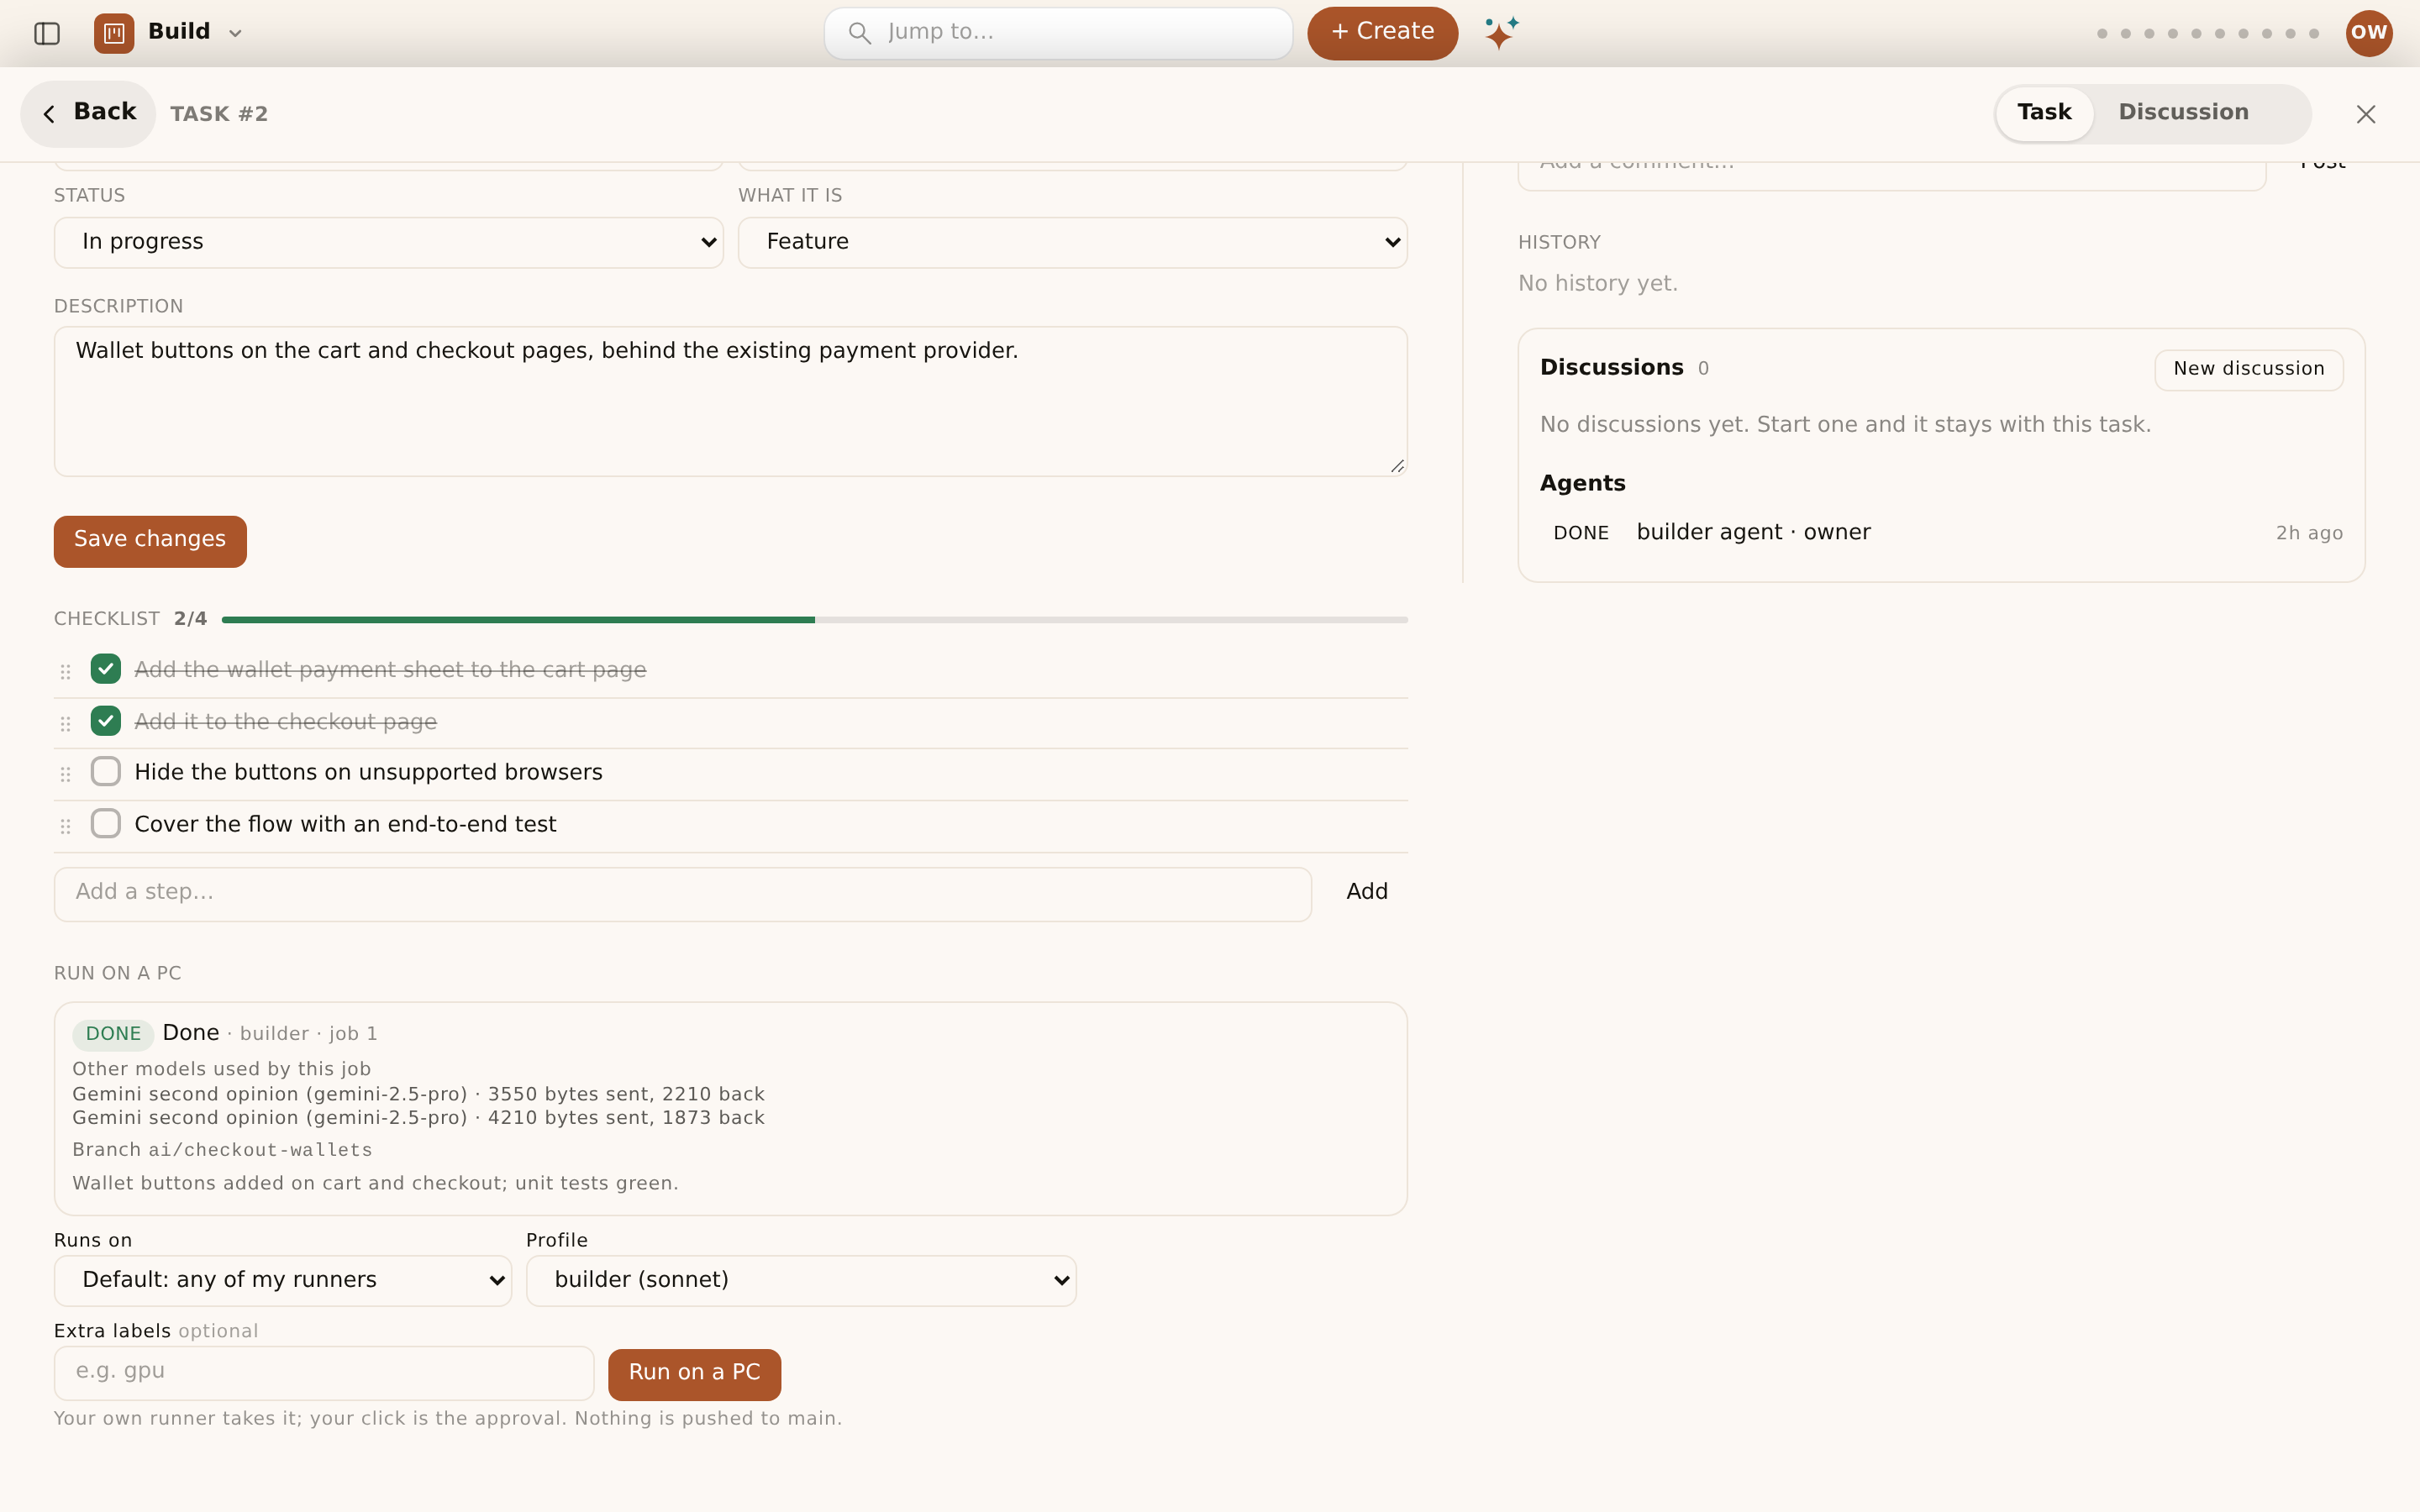 Build
Jump to...
+ Create
OW
Back
TASK #2
Task
Discussion
STATUS
WHAT IT IS
In progress
Feature
DESCRIPTION
Wallet buttons on the cart and checkout pages, behind the existing payment provider.
Save changes
CHECKLIST 2/4
Add the wallet payment sheet to the cart page
Add it to the checkout page
Hide the buttons on unsupported browsers
Cover the flow with an end-to-end test
Add a step...
Add
RUN ON A PC
DONE Done · builder · job 1
Other models used by this job
Gemini second opinion (gemini-2.5-pro) · 3550 bytes sent, 2210 back
Gemini second opinion (gemini-2.5-pro) · 4210 bytes sent, 1873 back
Branch ai/checkout-wallets
Wallet buttons added on cart and checkout; unit tests green.
Runs on
Profile
Default: any of my runners
builder (sonnet)
Extra labels optional
e.g. gpu
Run on a PC
Your own runner takes it; your click is the approval. Nothing is pushed to main.
Add a comment...
Post
HISTORY
No history yet.
Discussions 0
New discussion
No discussions yet. Start one and it stays with this task.
Agents
DONE builder agent · owner 2h ago